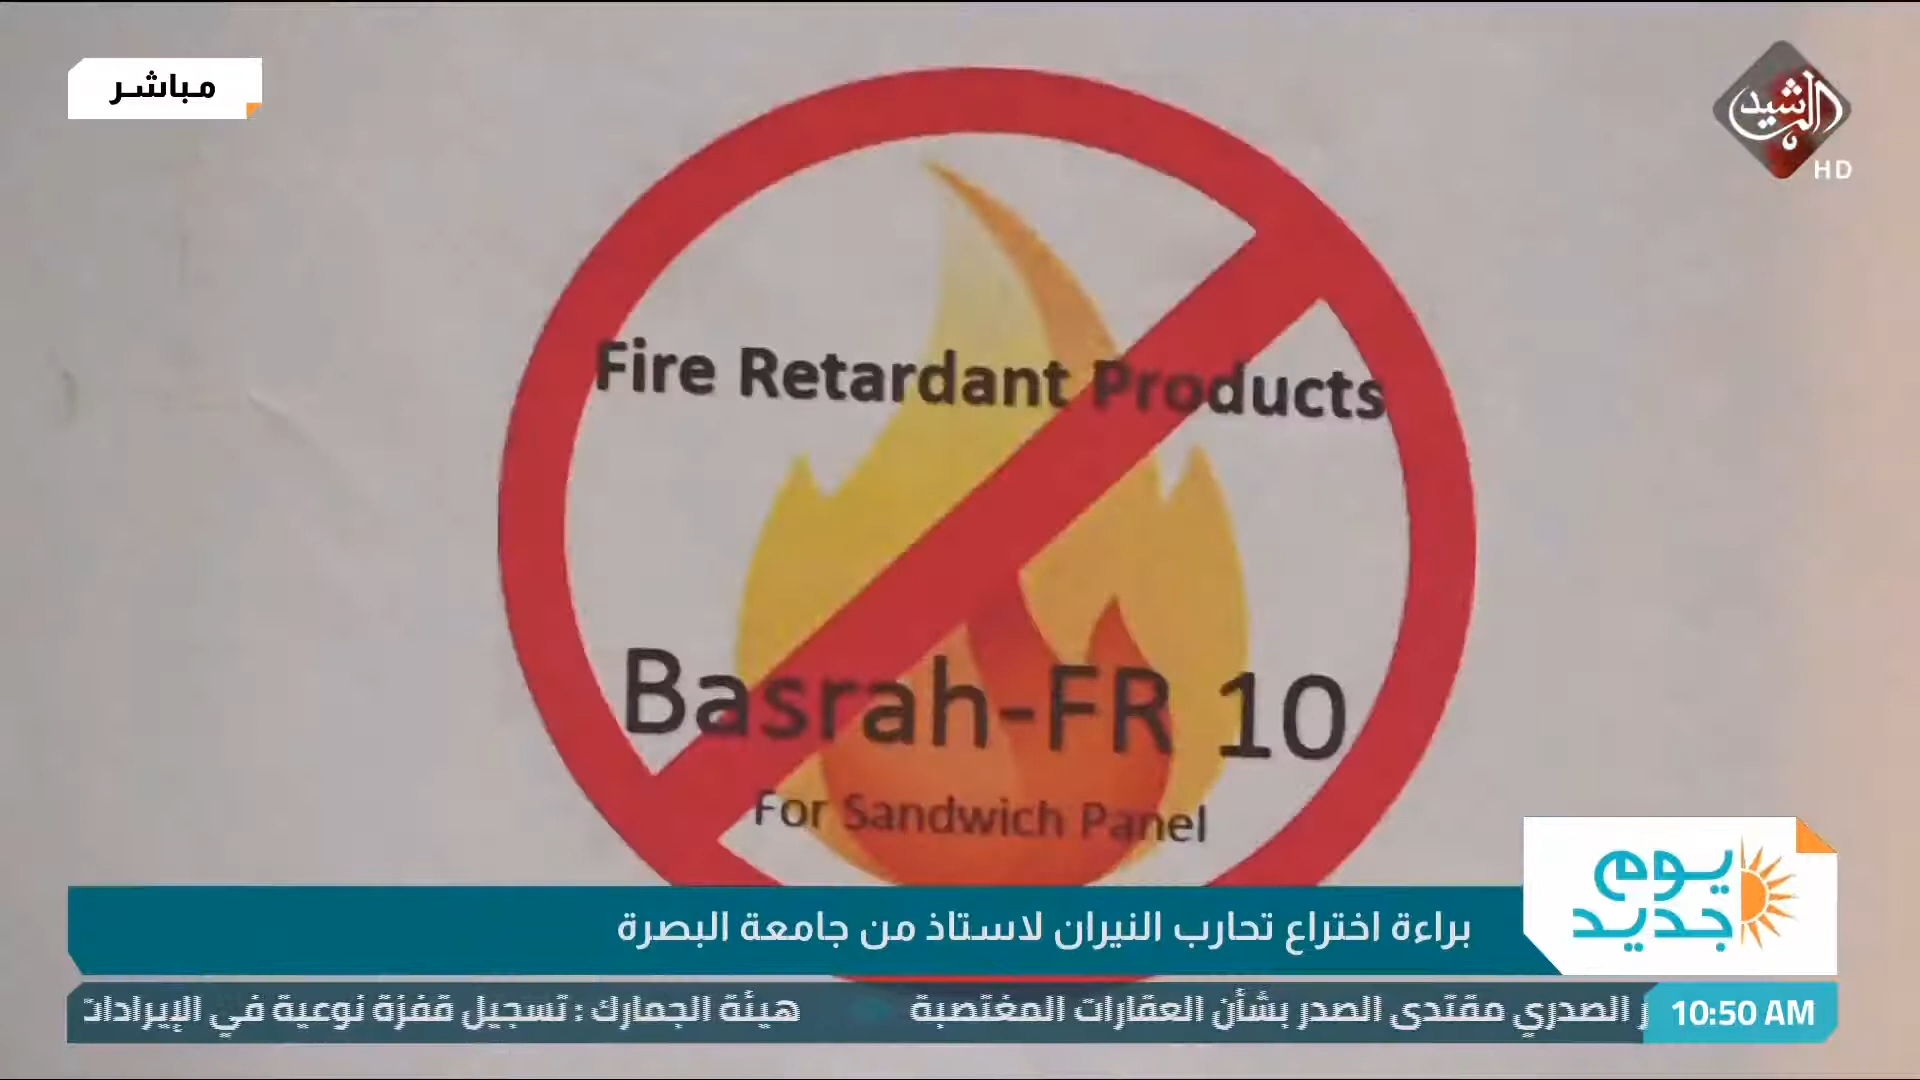 مباشر
الرشيد
HD
Fire Retardant Products
Basrah-FR 10
For Sandwich Panel
يوم
جديد
براءة اختراع تحارب النيران لاستاذ من جامعة البصرة
10:50 AM
ر الصدري مقتدى الصدر بشأن العقارات المغتصبة هيئة الجمارك : تسجيل قفزة نوعية في الإيرادات